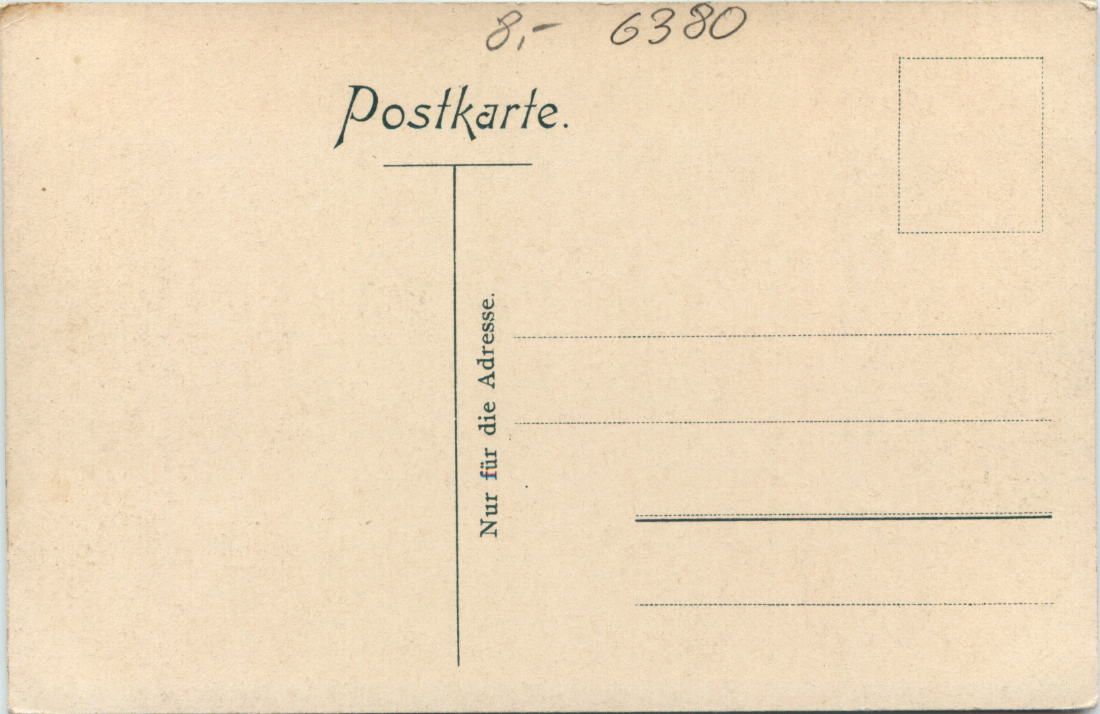 8,- 6380
Postkarte.
Nur für die Adresse.